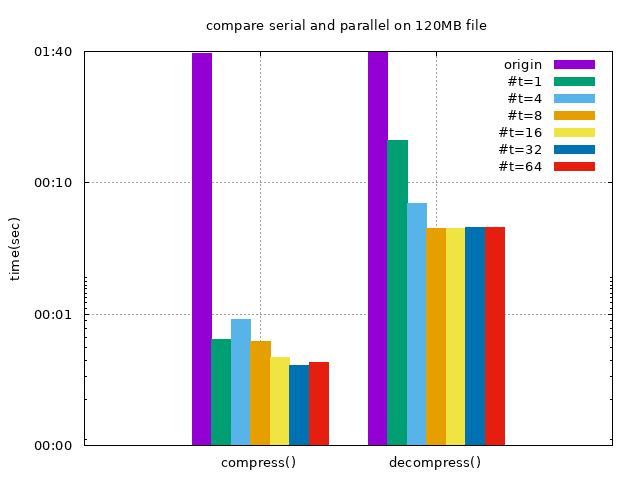 compare serial and parallel on 120MB file
01:40
00:10
00:01
00:00
time(sec)
origin
#t=1
#t=4
#t=8
#t=16
#t=32
#t=64
compress()
decompress()